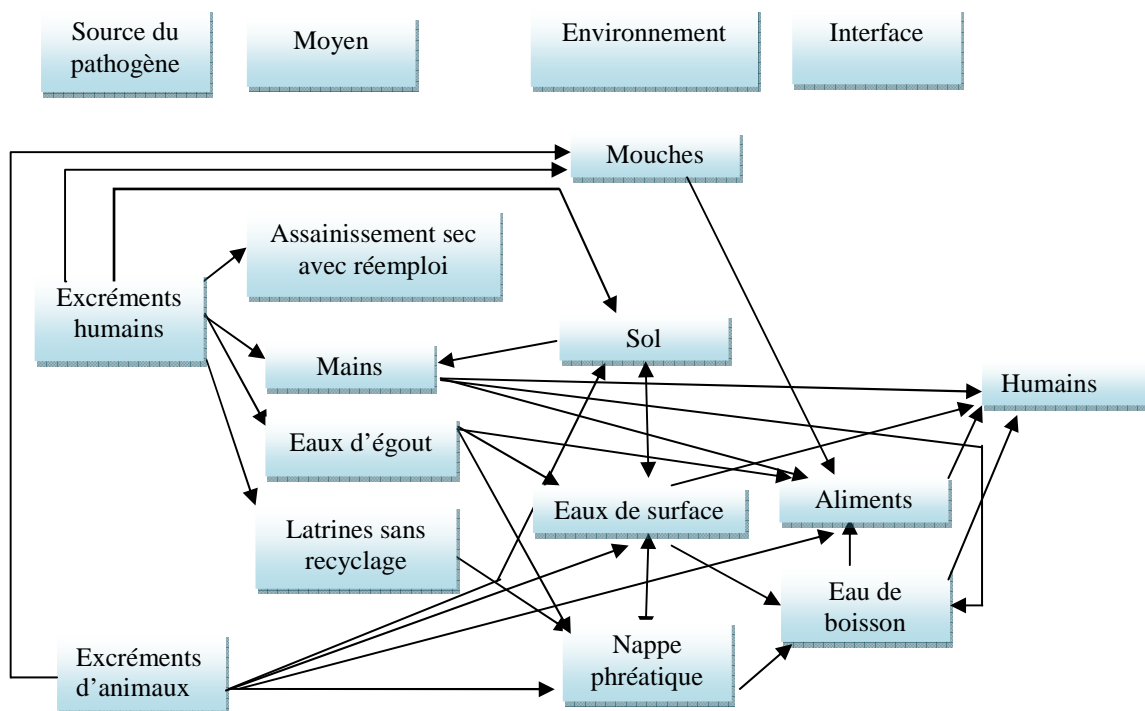 Source du
pathogène
Moyen
Environnement
Interface
Mouches
Assainissement sec
avec réemploi
Excréments
humains
Sol
Mains
Humains
Eaux d’égout
Eaux de surface
Aliments
Latrines sans
recyclage
Eau de
boisson
Nappe
phréatique
Excréments
d’animaux